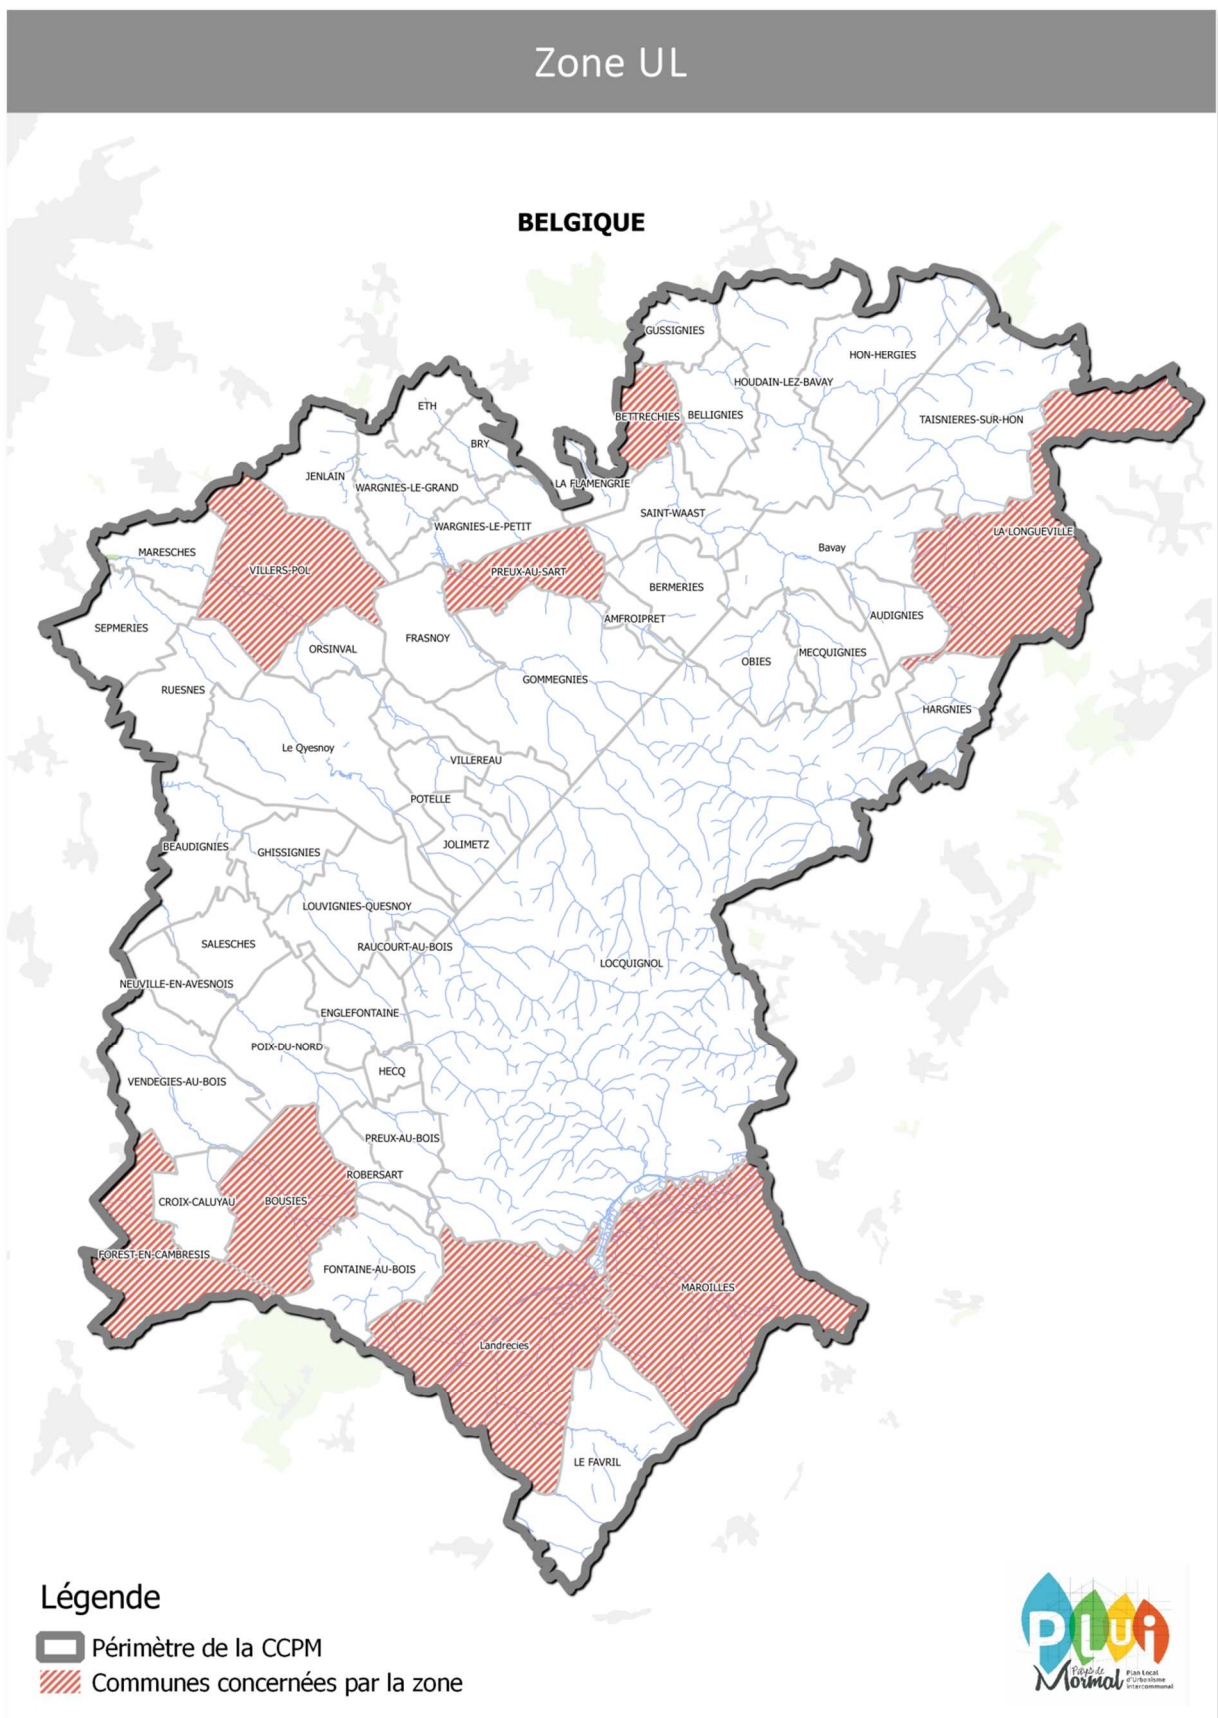 Zone UL
BELGIQUE
GUSSIGNIES
HON-HERGIES
HOUDAIN-LEZ-BAVAY
ETH
BETTRECHIES
BELLIGNIES
TAISNIERES-SUR-HON
BRY
JENLAIN
WARGNIES-LE-GRAND
LA FLAMENGRIE
SAINT-WAAST
WARGNIES-LE-PETIT
LA LONGUEVILLE
MARESCHES
Bavay
VILLERS-POL
PREUX-AU-SART
BERMERIES
AUDIGNIES
AMFROIPRET
SEPMERIES
FRASNOY
ORSINVAL
MECQUIGNIES
OBIES
GOMMEGNIES
RUESNES
HARGNIES
Le Qyesnoy
VILLEREAU
POTELLE
JOLIMETZ
BEAUDIGNIES
GHISSIGNIES
LOUVIGNIES-QUESNOY
SALESCHES
RAUCOURT-AU-BOIS
LOCQUIGNOL
NEUVILLE-EN-AVESNOIS
ENGLEFONTAINE
POIX-DU-NORD
HECQ
VENDEGIES-AU-BOIS
PREUX-AU-BOIS
ROBERSART
CROIX-CALUYAU
BOUSIES
FOREST-EN-CAMBRESIS
FONTAINE-AU-BOIS
MAROILLES
Landrecies
LE FAVRIL
Légende
Périmètre de la CCPM
Communes concernées par la zone
PLUi
Pays de
Mormal
Plan Local
d'Urbanisme
Intercommunal